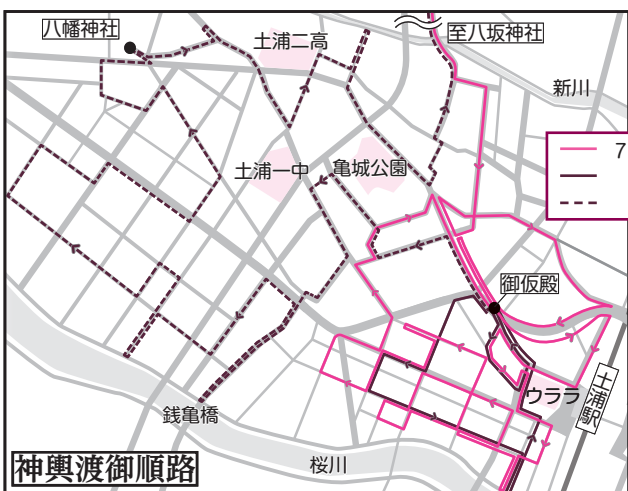 八幡神社
土浦二高
至八坂神社
新川
7
土浦一中
亀城公園
御仮殿
ウララ
土浦駅
銭亀橋
桜川
神輿渡御順路